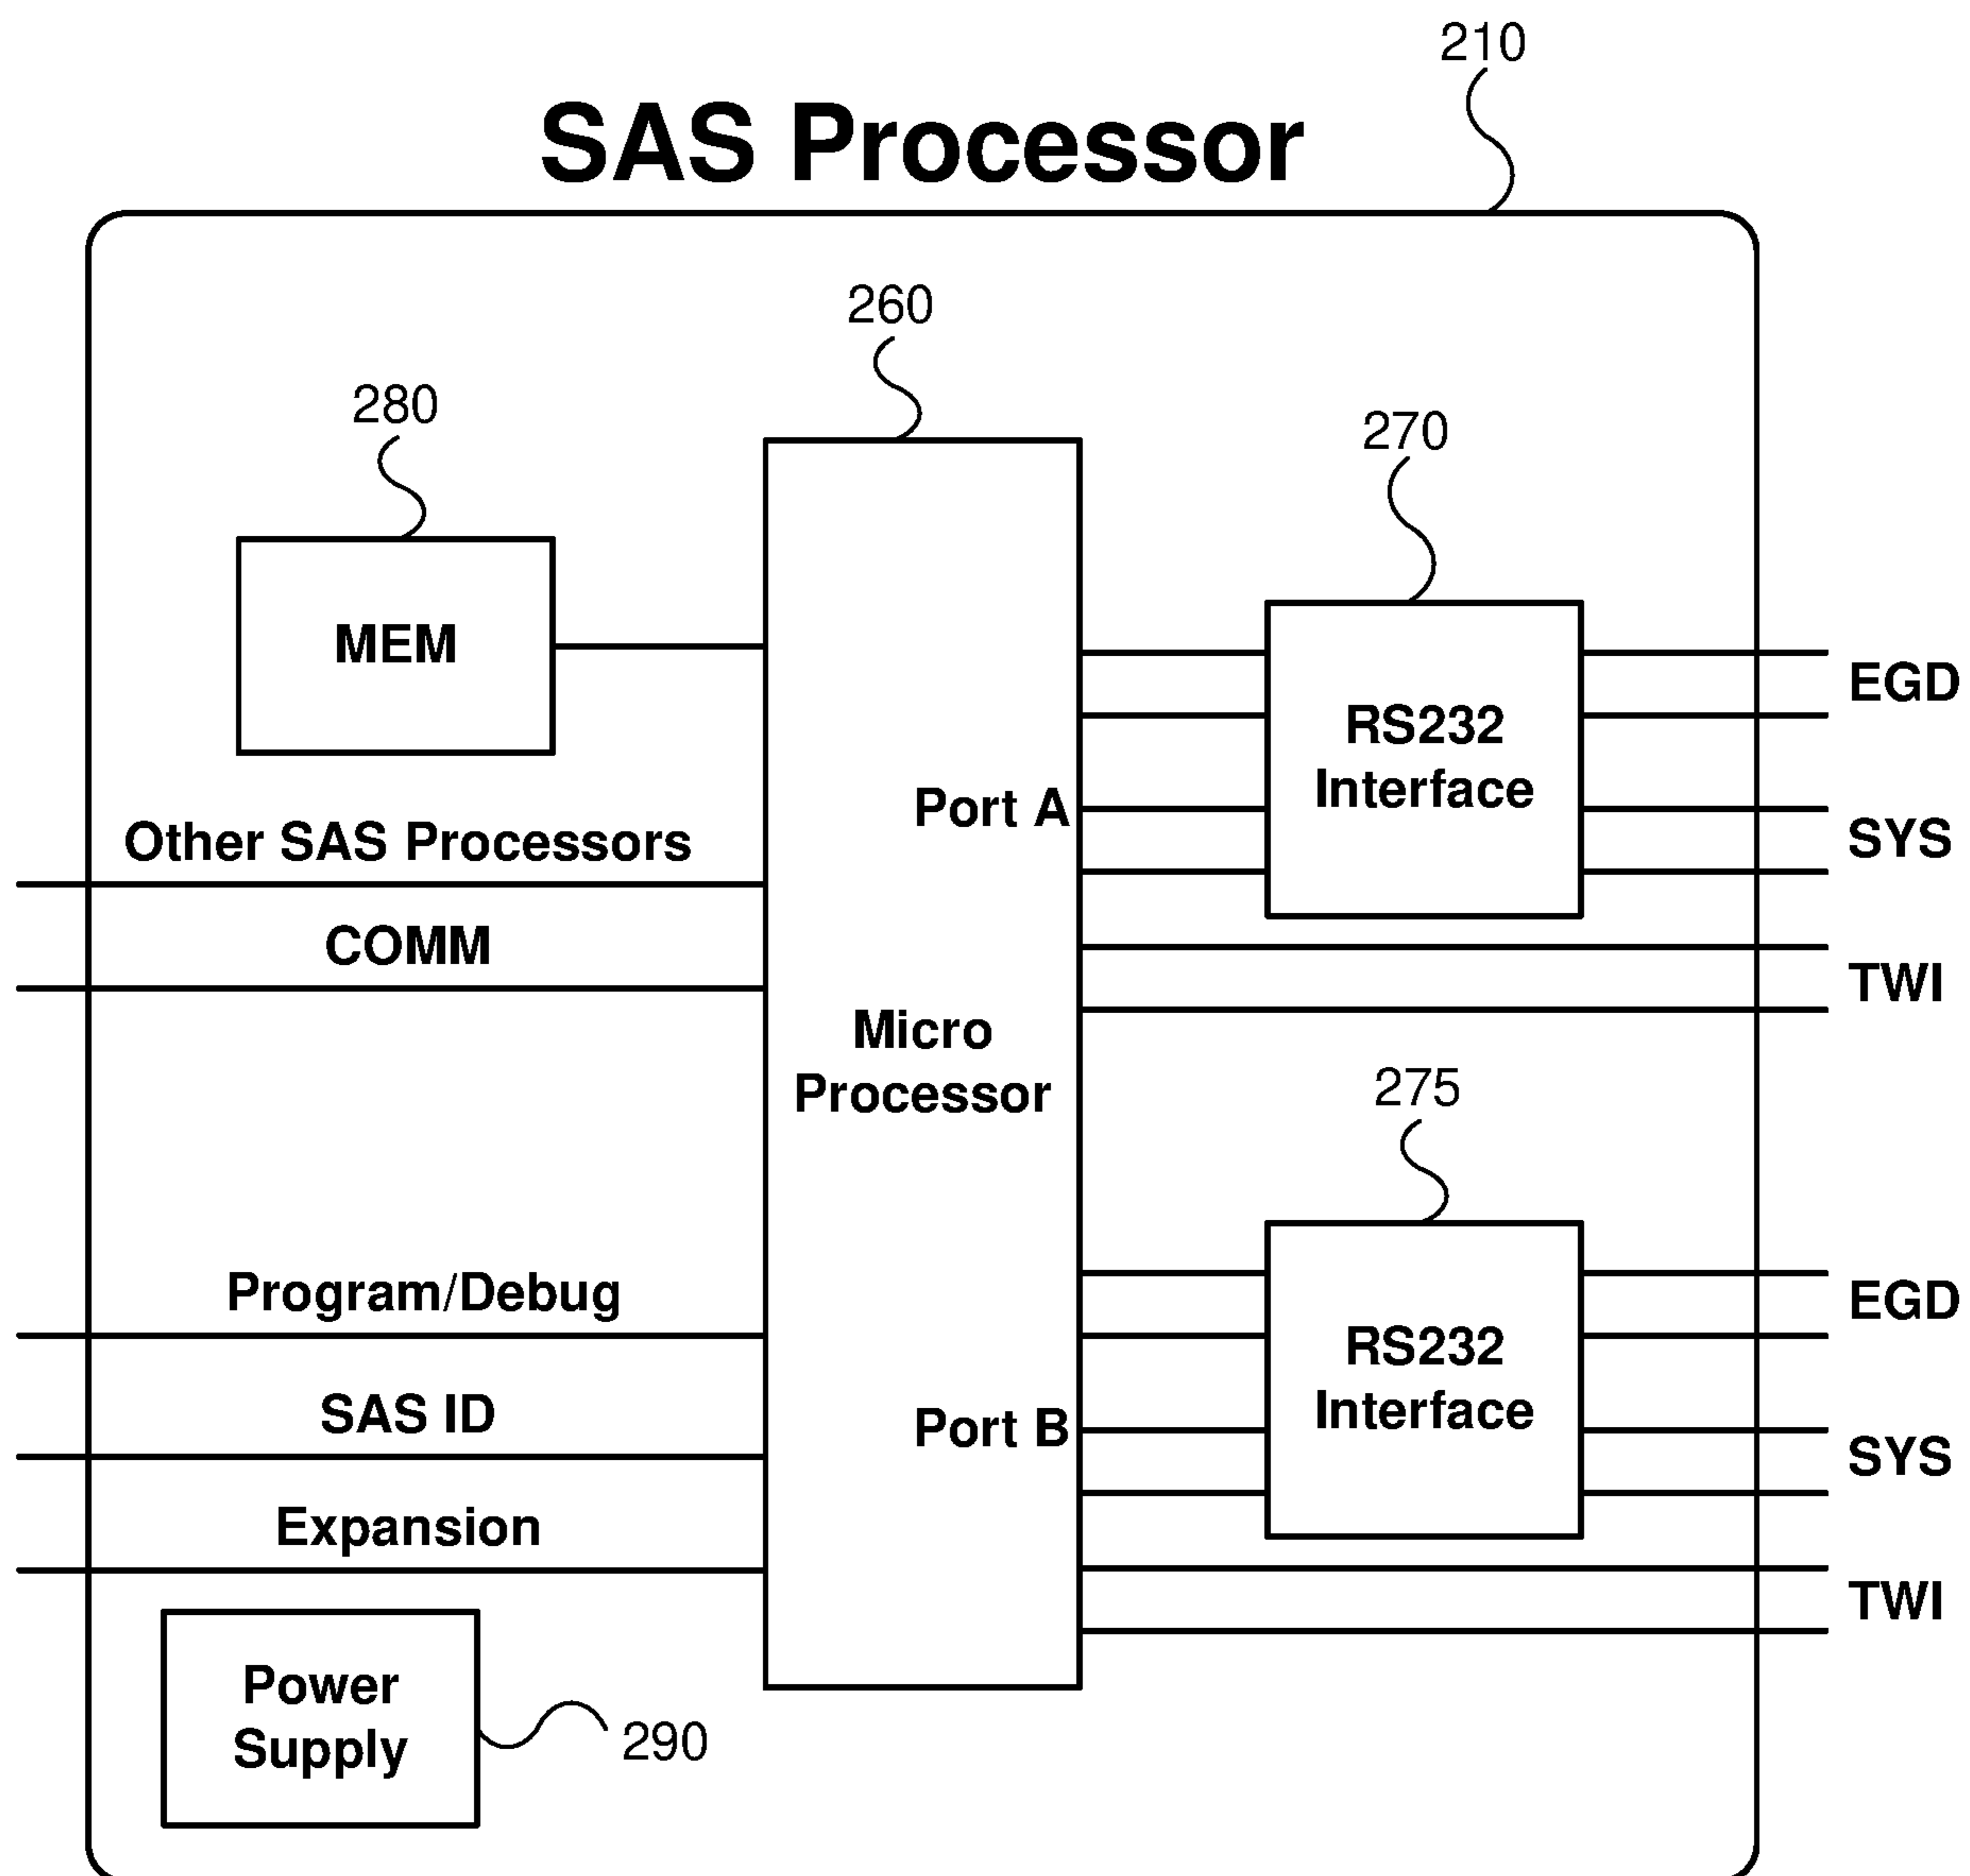 210
SAS Processor
260
280
270
MEM
RS232
Interface
EGD
Port A
SYS
Other SAS Processors
COMM
TWI
Micro
Processor
275
Program/Debug
RS232
Interface
EGD
SAS ID
Port B
SYS
Expansion
TWI
Power
Supply
290